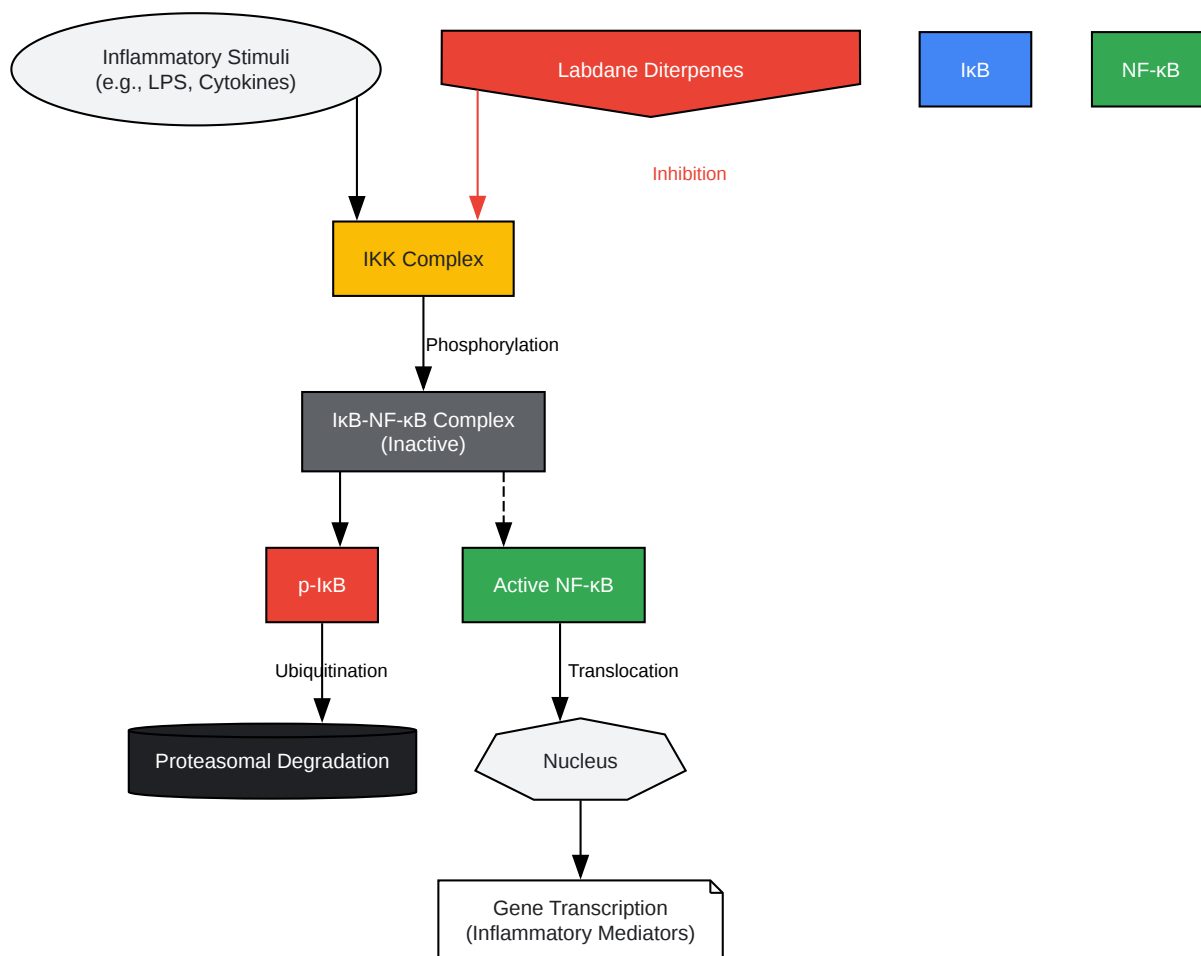 Inflammatory Stimuli
(e.g., LPS, Cytokines)
Labdane Diterpenes
IκB
NF-κB
Inhibition
IKK Complex
Phosphorylation
IκB-NF-κB Complex
(Inactive)
p-IκB
Active NF-κB
Ubiquitination
Translocation
Proteasomal Degradation
Nucleus
Gene Transcription
(Inflammatory Mediators)